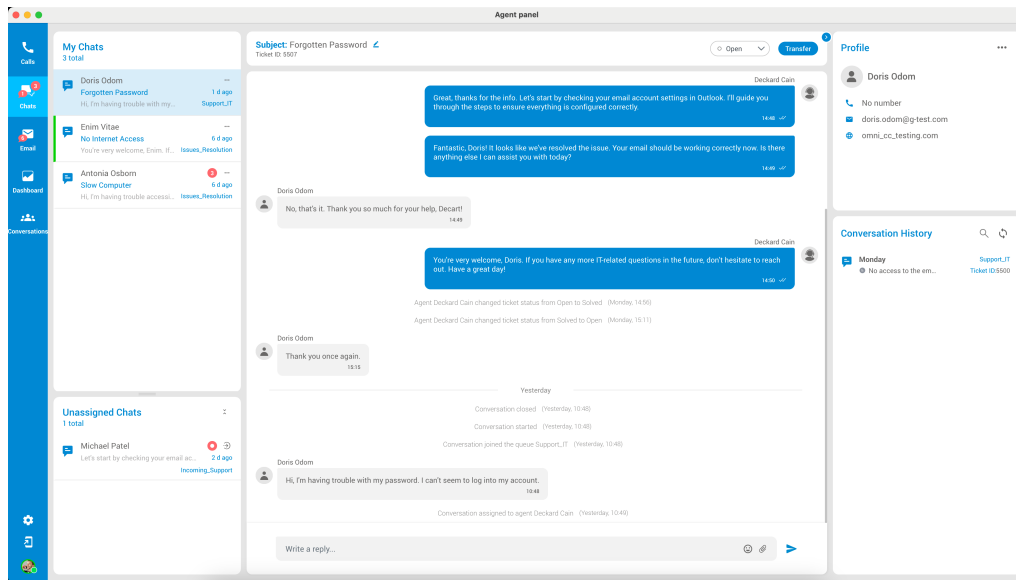 Agent panel
Calls
3
1
Chats
Email
Dashboard
Conversations
My Chats
3 total
Doris Odom
Forgotten Password 1 d ago
Hi, I'm having trouble with my... Support_IT
Enim Vitae
No Internet Access 6 d ago
You're very welcome, Enim. If... Issues_Resolution
Antonia Osborn 3
Slow Computer 6 d ago
Hi, I'm having trouble accessi... Issues_Resolution
Unassigned Chats
1 total
Michael Patel
Let's start by checking your email ac... 2 d ago
Incoming_Support
Subject: Forgotten Password
Ticket ID: 5507
Open
Transfer
Deckard Cain
Great, thanks for the info. Let's start by checking your email account settings in Outlook. I'll guide you
through the steps to ensure everything is configured correctly.
14:48
Fantastic, Doris! It looks like we've resolved the issue. Your email should be working correctly now. Is there
anything else I can assist you with today?
14:49
Doris Odom
No, that's it. Thank you so much for your help, Decart!
14:49
Deckard Cain
You're very welcome, Doris. If you have any more IT-related questions in the future, don't hesitate to reach
out. Have a great day!
14:50
Agent Deckard Cain changed ticket status from Open to Solved (Monday, 14:56)
Agent Deckard Cain changed ticket status from Solved to Open (Monday, 15:11)
Doris Odom
Thank you once again.
15:15
Yesterday
Conversation closed (Yesterday, 10:48)
Conversation started (Yesterday, 10:48)
Conversation joined the queue Support_IT (Yesterday, 10:48)
Doris Odom
Hi, I'm having trouble with my password. I can't seem to log into my account.
10:48
Conversation assigned to agent Deckard Cain (Yesterday, 10:49)
Write a reply...
Profile
Doris Odom
No number
doris.odom@g-test.com
omni_cc_testing.com
Conversation History
Monday Support_IT
No access to the em... Ticket ID:5500